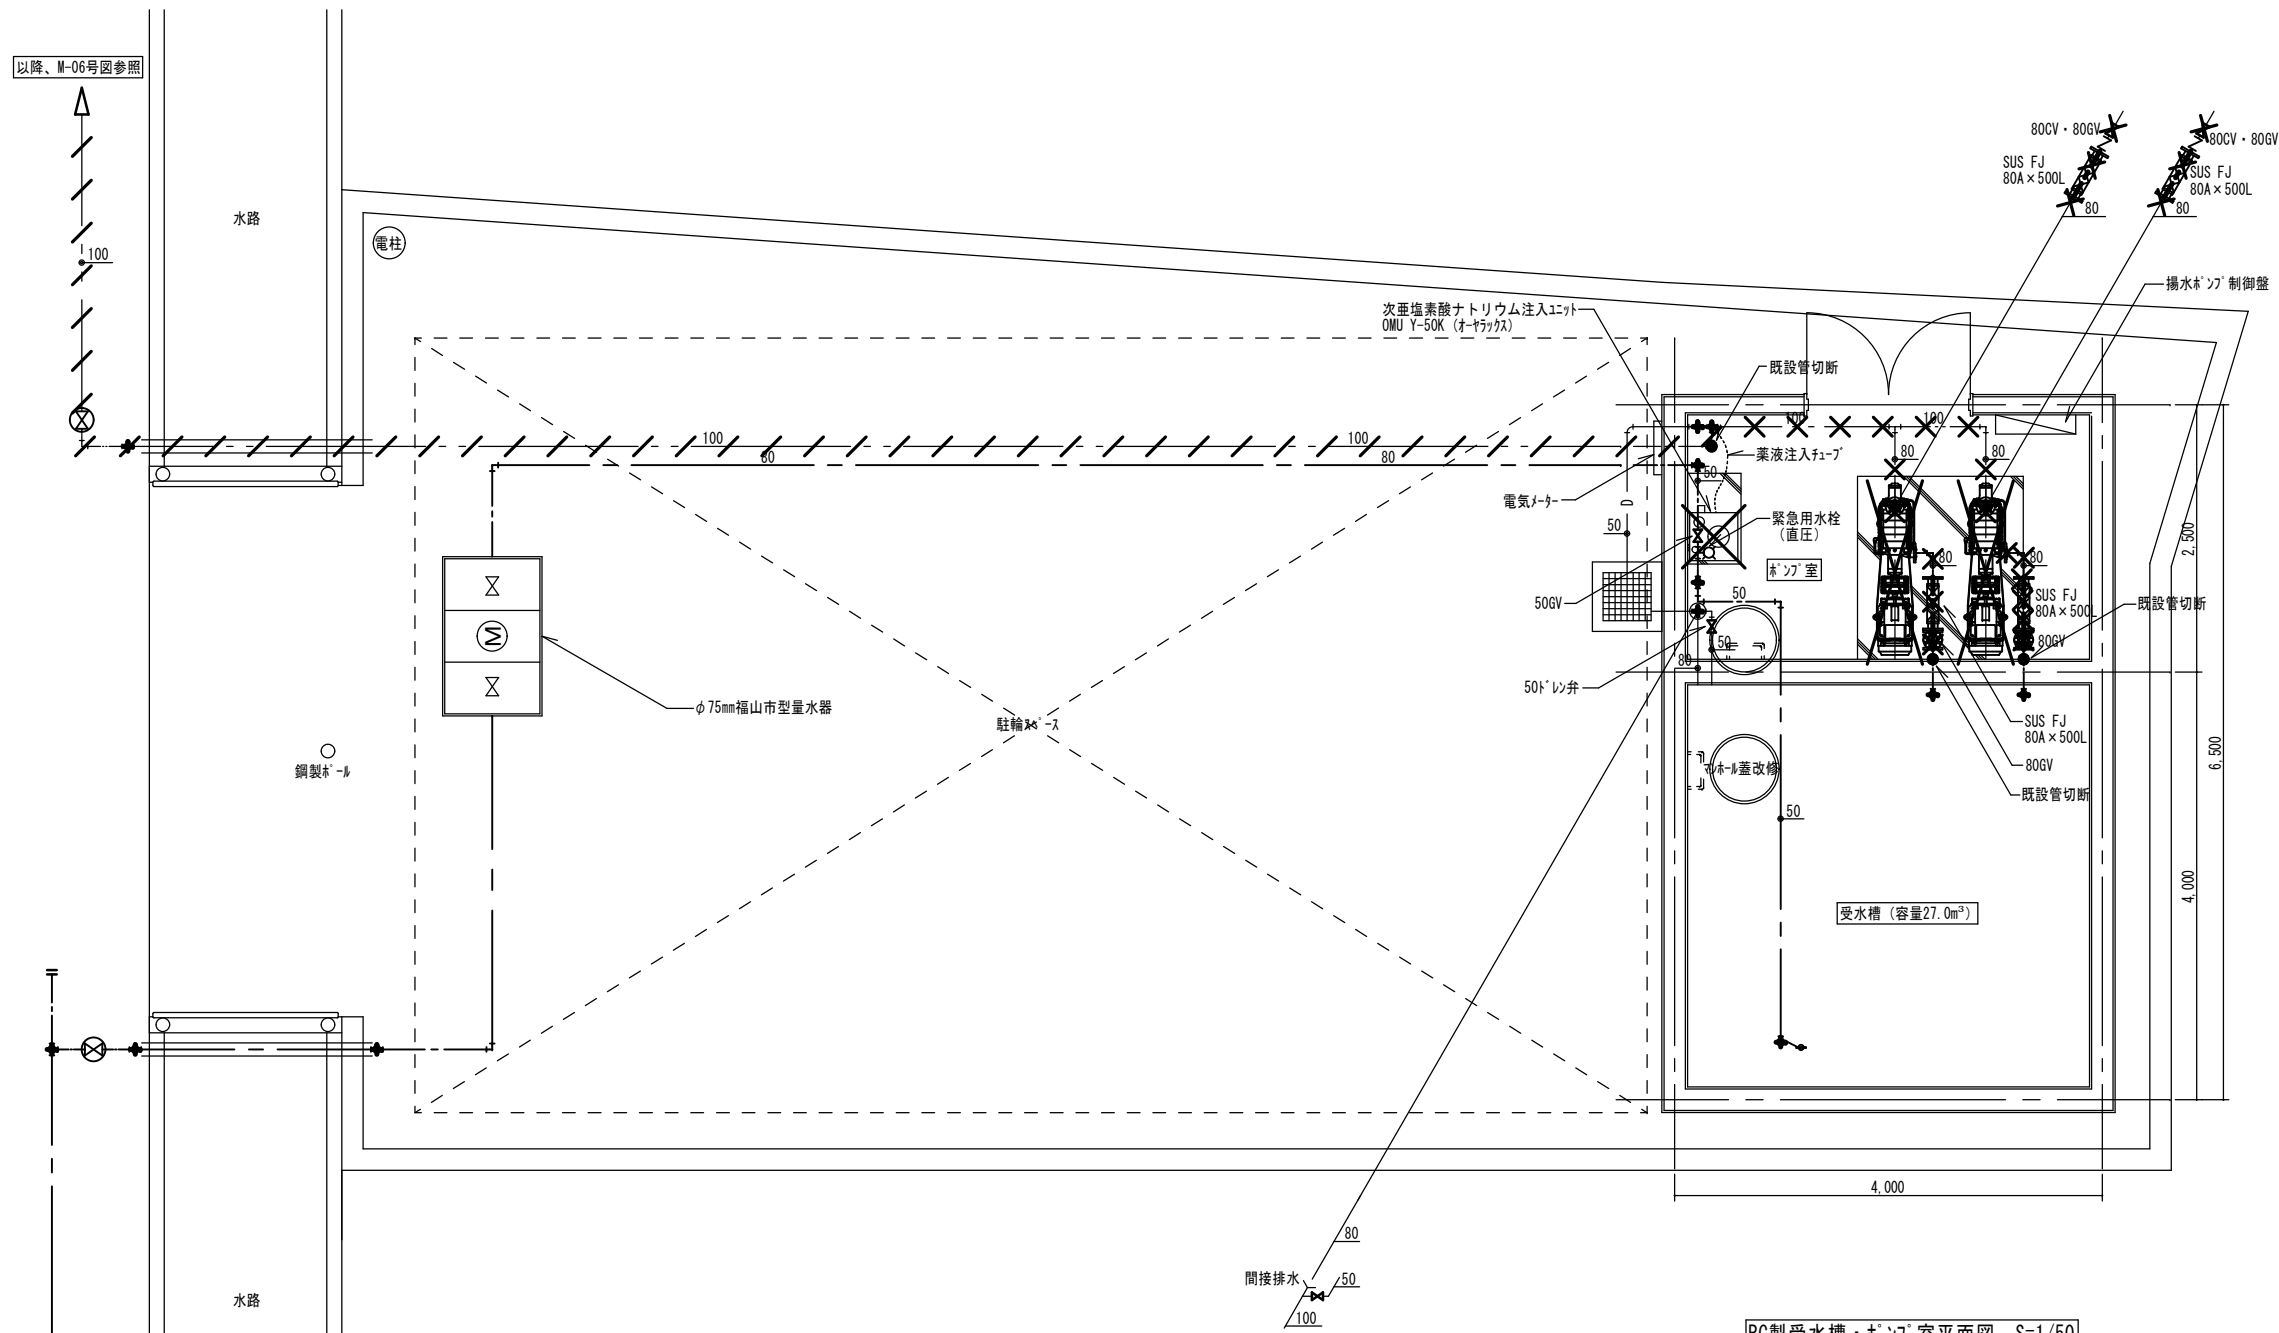 以降、M-06号図参照
100
水路
電柱
80CV・80GV
SUS FJ
80A×500L
80
80CV・80GV
SUS FJ
80A×500L
80
揚水ﾎﾟﾝﾌﾟ制御盤
次亜塩素酸ナトリウム注入ﾕﾆｯﾄ
OMU Y-50K (ｵｰﾔﾗｯｸｽ)
既設管切断
100
100
100
100
80
80
80
80
薬液注入ﾁｭｰﾌﾞ
50
電気ﾒｰﾀｰ
D
50
緊急用水栓
(直圧)
ﾎﾟﾝﾌﾟ室
80
80
2,500
50GV
50
SUS FJ
80A×500L
既設管切断
80GV
50
80
50ﾄﾞﾚﾝ弁
M
φ75mm福山市型量水器
駐輪ｽﾍﾟｰｽ
鋼製ﾎﾟｰﾙ
SUS FJ
80A×500L
80GV
既設管切断
ﾏﾝﾎｰﾙ蓋改修
50
6,500
4,000
受水槽（容量27.0m³）
4,000
80
間接排水
50
100
水路
RC製受水槽・ﾎﾟﾝﾌﾟ室平面図 S=1/50